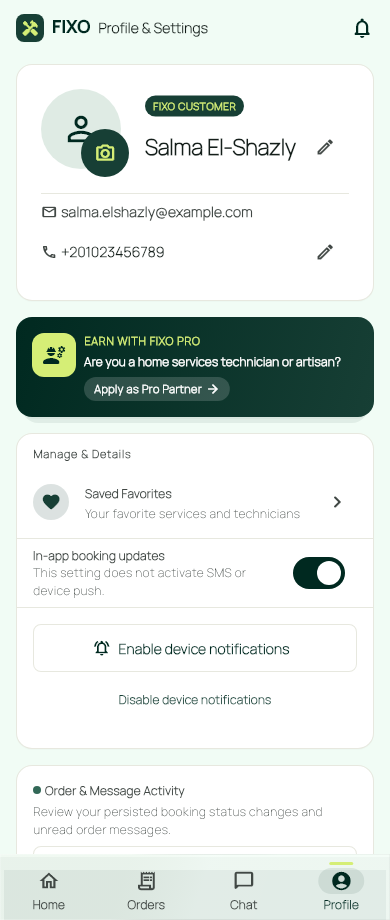 FIXO Profile & Settings
FIXO CUSTOMER
Salma El-Shazly
salma.elshazly@example.com
+201023456789
EARN WITH FIXO PRO
Are you a home services technician or artisan?
Apply as Pro Partner →
Manage & Details
Saved Favorites
Your favorite services and technicians
In-app booking updates
This setting does not activate SMS or
device push.
Enable device notifications
Disable device notifications
Order & Message Activity
Review your persisted booking status changes and
unread order messages.
Home Orders Chat Profile